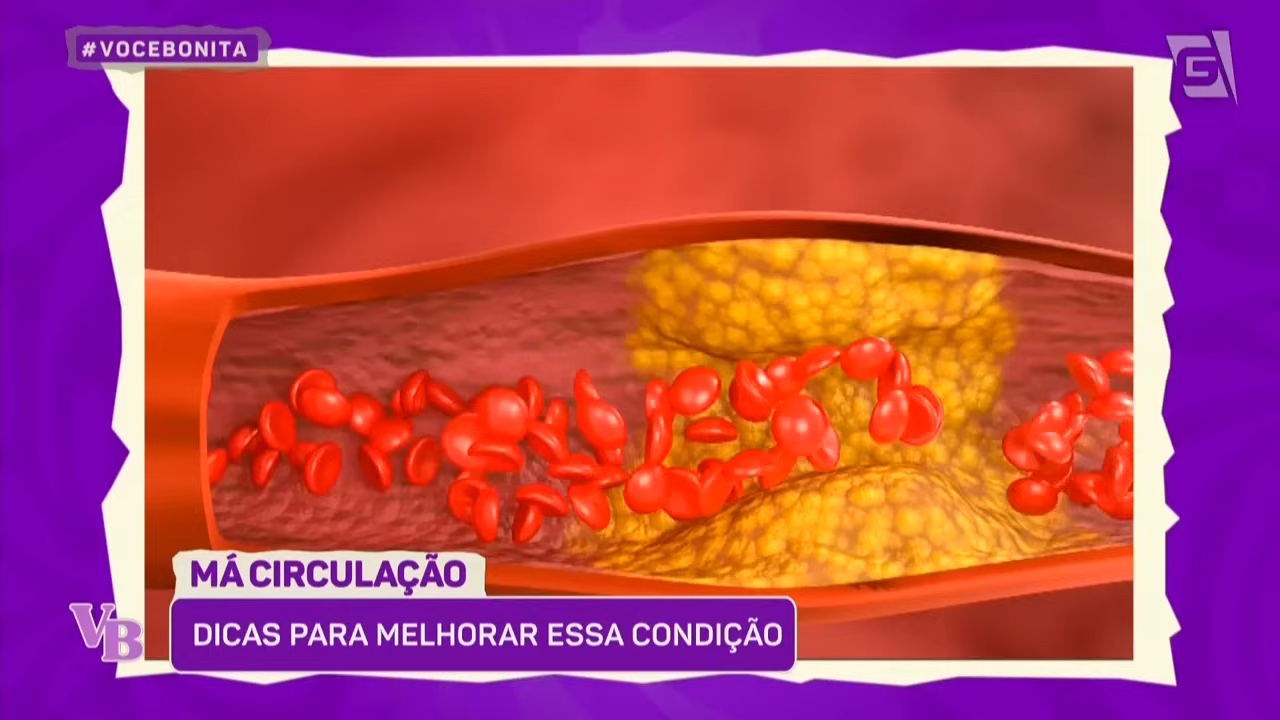 #VOCEBONITA
G
MÁ CIRCULAÇÃO
VB
DICAS PARA MELHORAR ESSA CONDIÇÃO